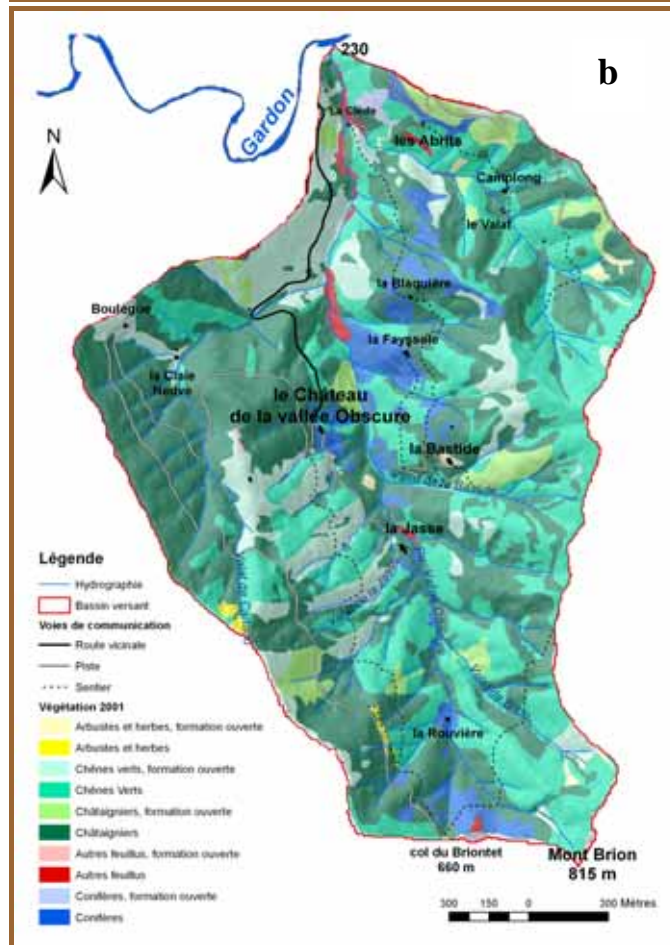 230
b
Gardon
N
La Clède
les Abrits
Camplong
le Valat
la Blaquière
Boulègue
la Fayssole
la Claie
Neuve
le Château
de la vallée Obscure
la Bastide
la Jasse
Légende
Hydrographie
Bassin versant
Voies de communication
Route vicinale
Piste
Sentier
Végétation 2001
Arbustes et herbes, formation ouverte
Arbustes et herbes
Chênes verts, formation ouverte
Chênes Verts
Châtaigniers, formation ouverte
Châtaigniers
Autres feuillus, formation ouverte
Autres feuillus
Conifères, formation ouverte
Conifères
la Rouvière
col du Briontet
660 m
Mont Brion
815 m
300 150 0 300 Mètres